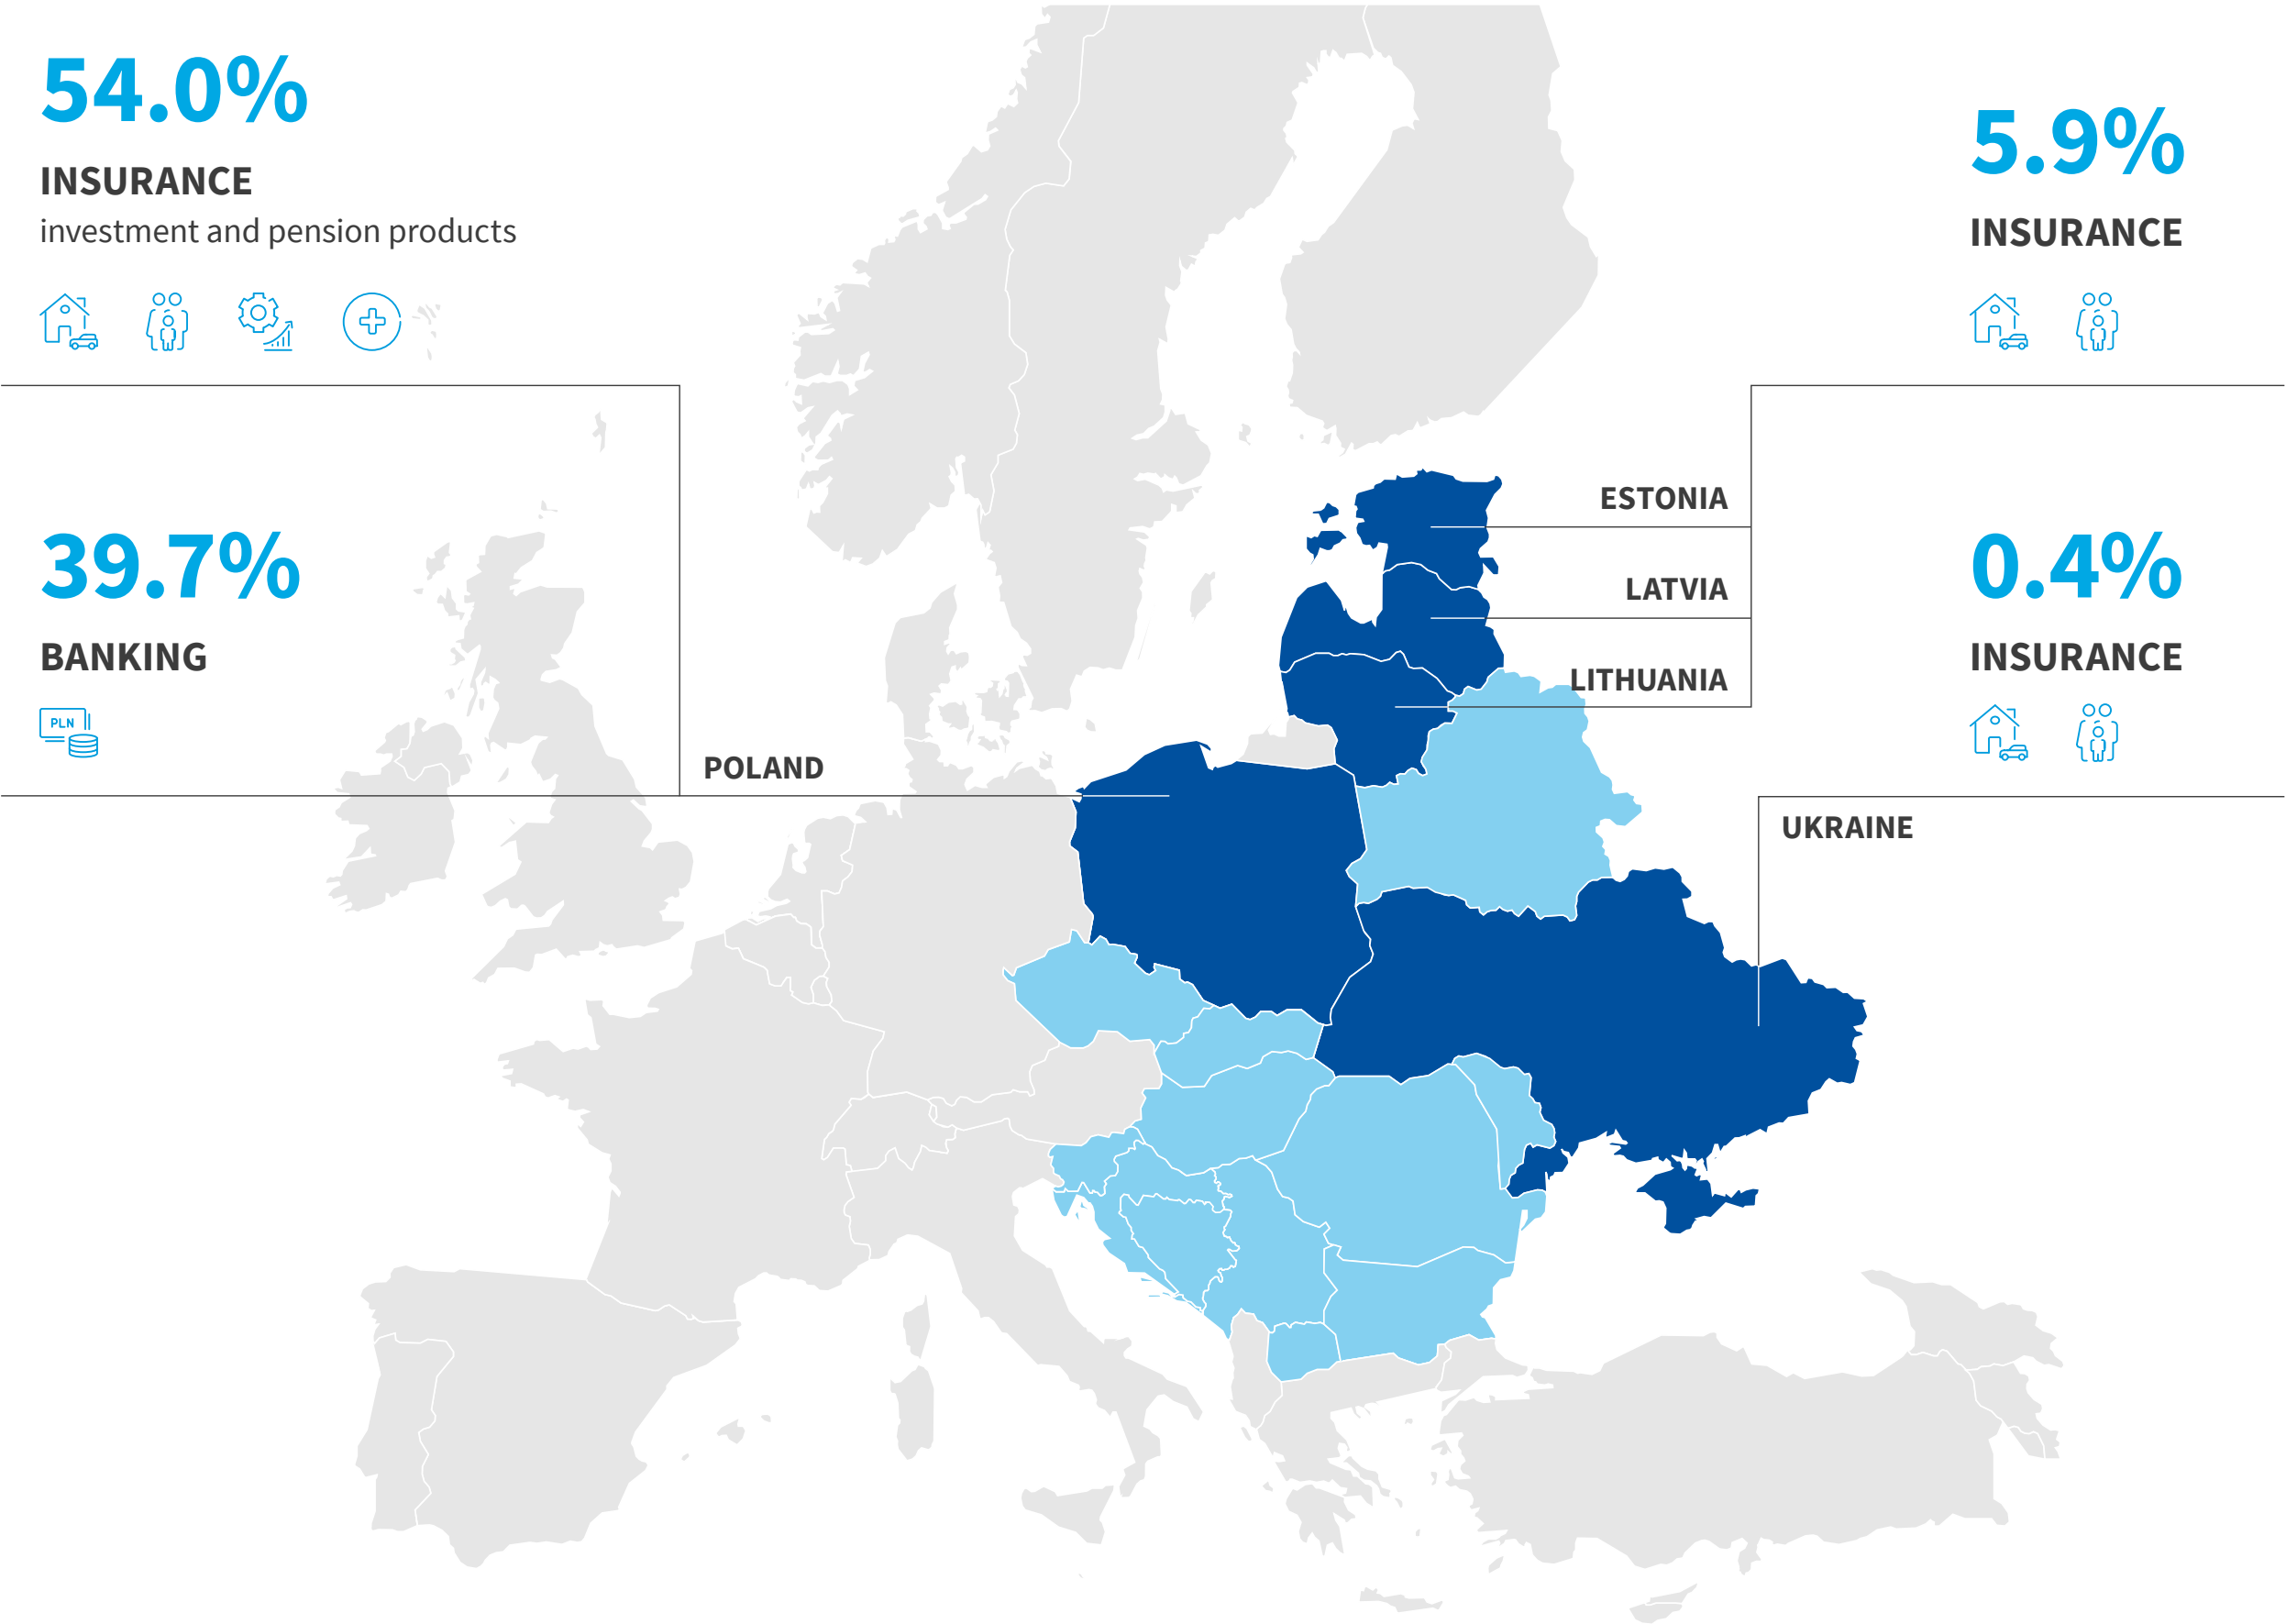 54.0%
INSURANCE
investment and pension products
5.9%
INSURANCE
39.7%
BANKING
PLN
POLAND
ESTONIA
LATVIA
LITHUANIA
0.4%
INSURANCE
UKRAINE